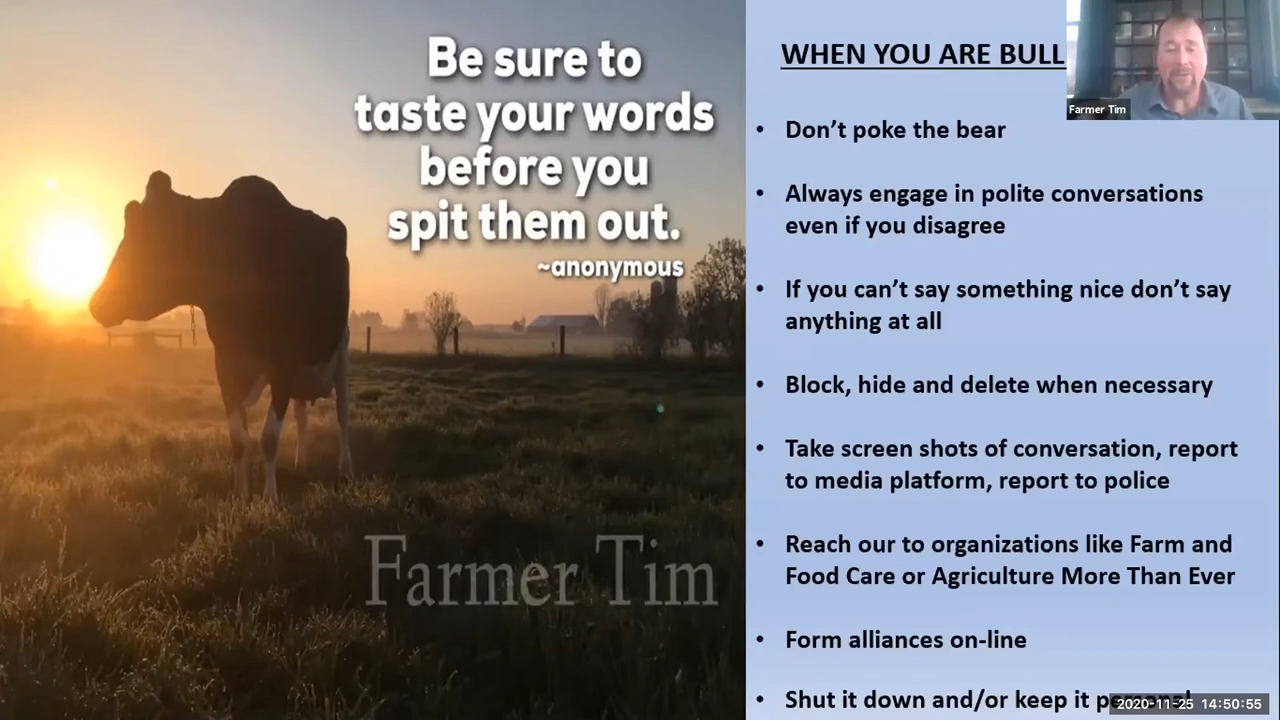 Be sure to
taste your words
before you
spit them out.
~anonymous
Farmer Tim
WHEN YOU ARE BULL
Farmer Tim
• Don’t poke the bear
• Always engage in polite conversations
even if you disagree
• If you can’t say something nice don’t say
anything at all
• Block, hide and delete when necessary
• Take screen shots of conversation, report
to media platform, report to police
• Reach our to organizations like Farm and
Food Care or Agriculture More Than Ever
• Form alliances on-line
• Shut it down and/or keep it personal
2020-11-25 14:50:55